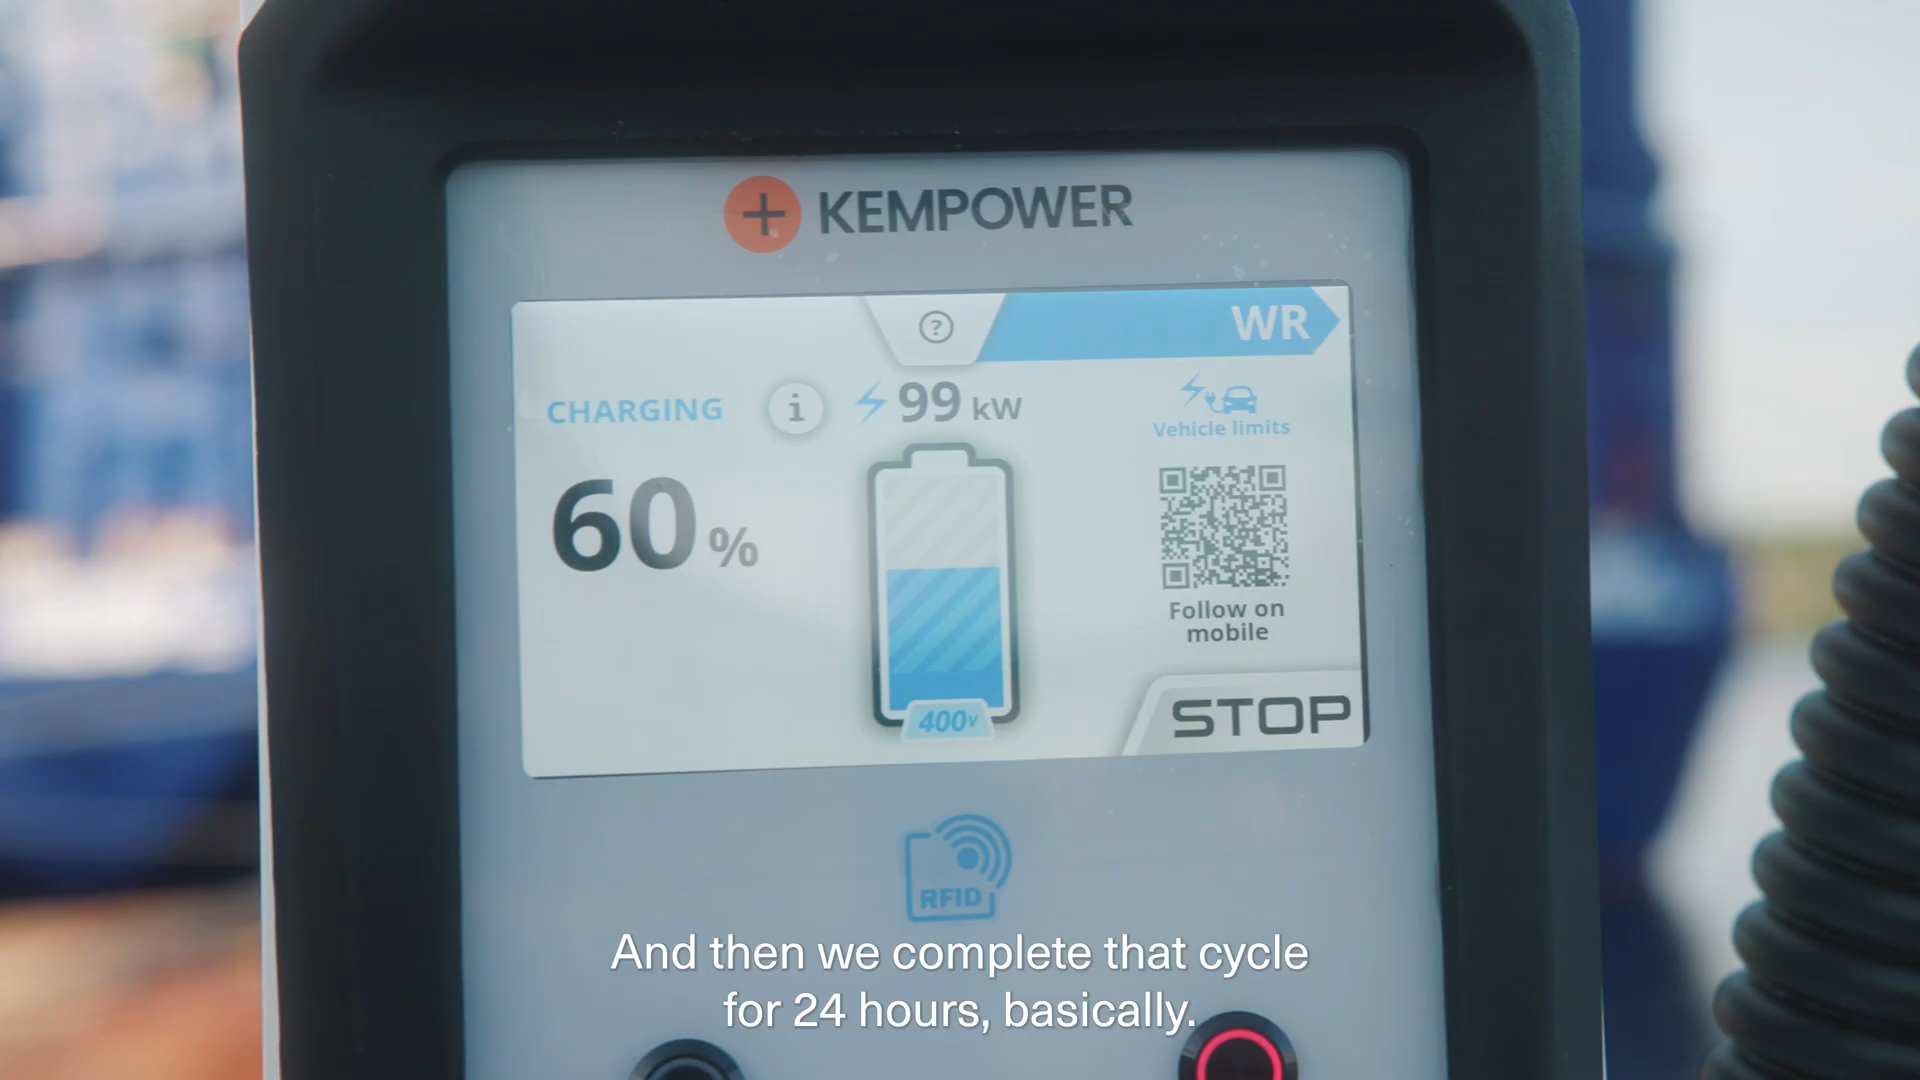 KEMPOWER
WR
CHARGING
99 kW
Vehicle limits
60 %
400v
Follow on
mobile
STOP
RFID
And then we complete that cycle
for 24 hours, basically.